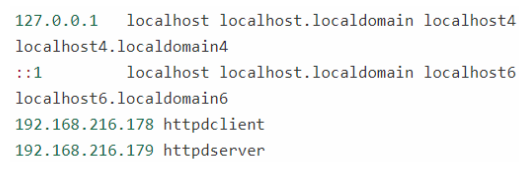 127.0.0.1   localhost localhost.localdomain localhost4
localhost4.localdomain4
::1         localhost localhost.localdomain localhost6
localhost6.localdomain6
192.168.216.178 httpdclient
192.168.216.179 httpdserver